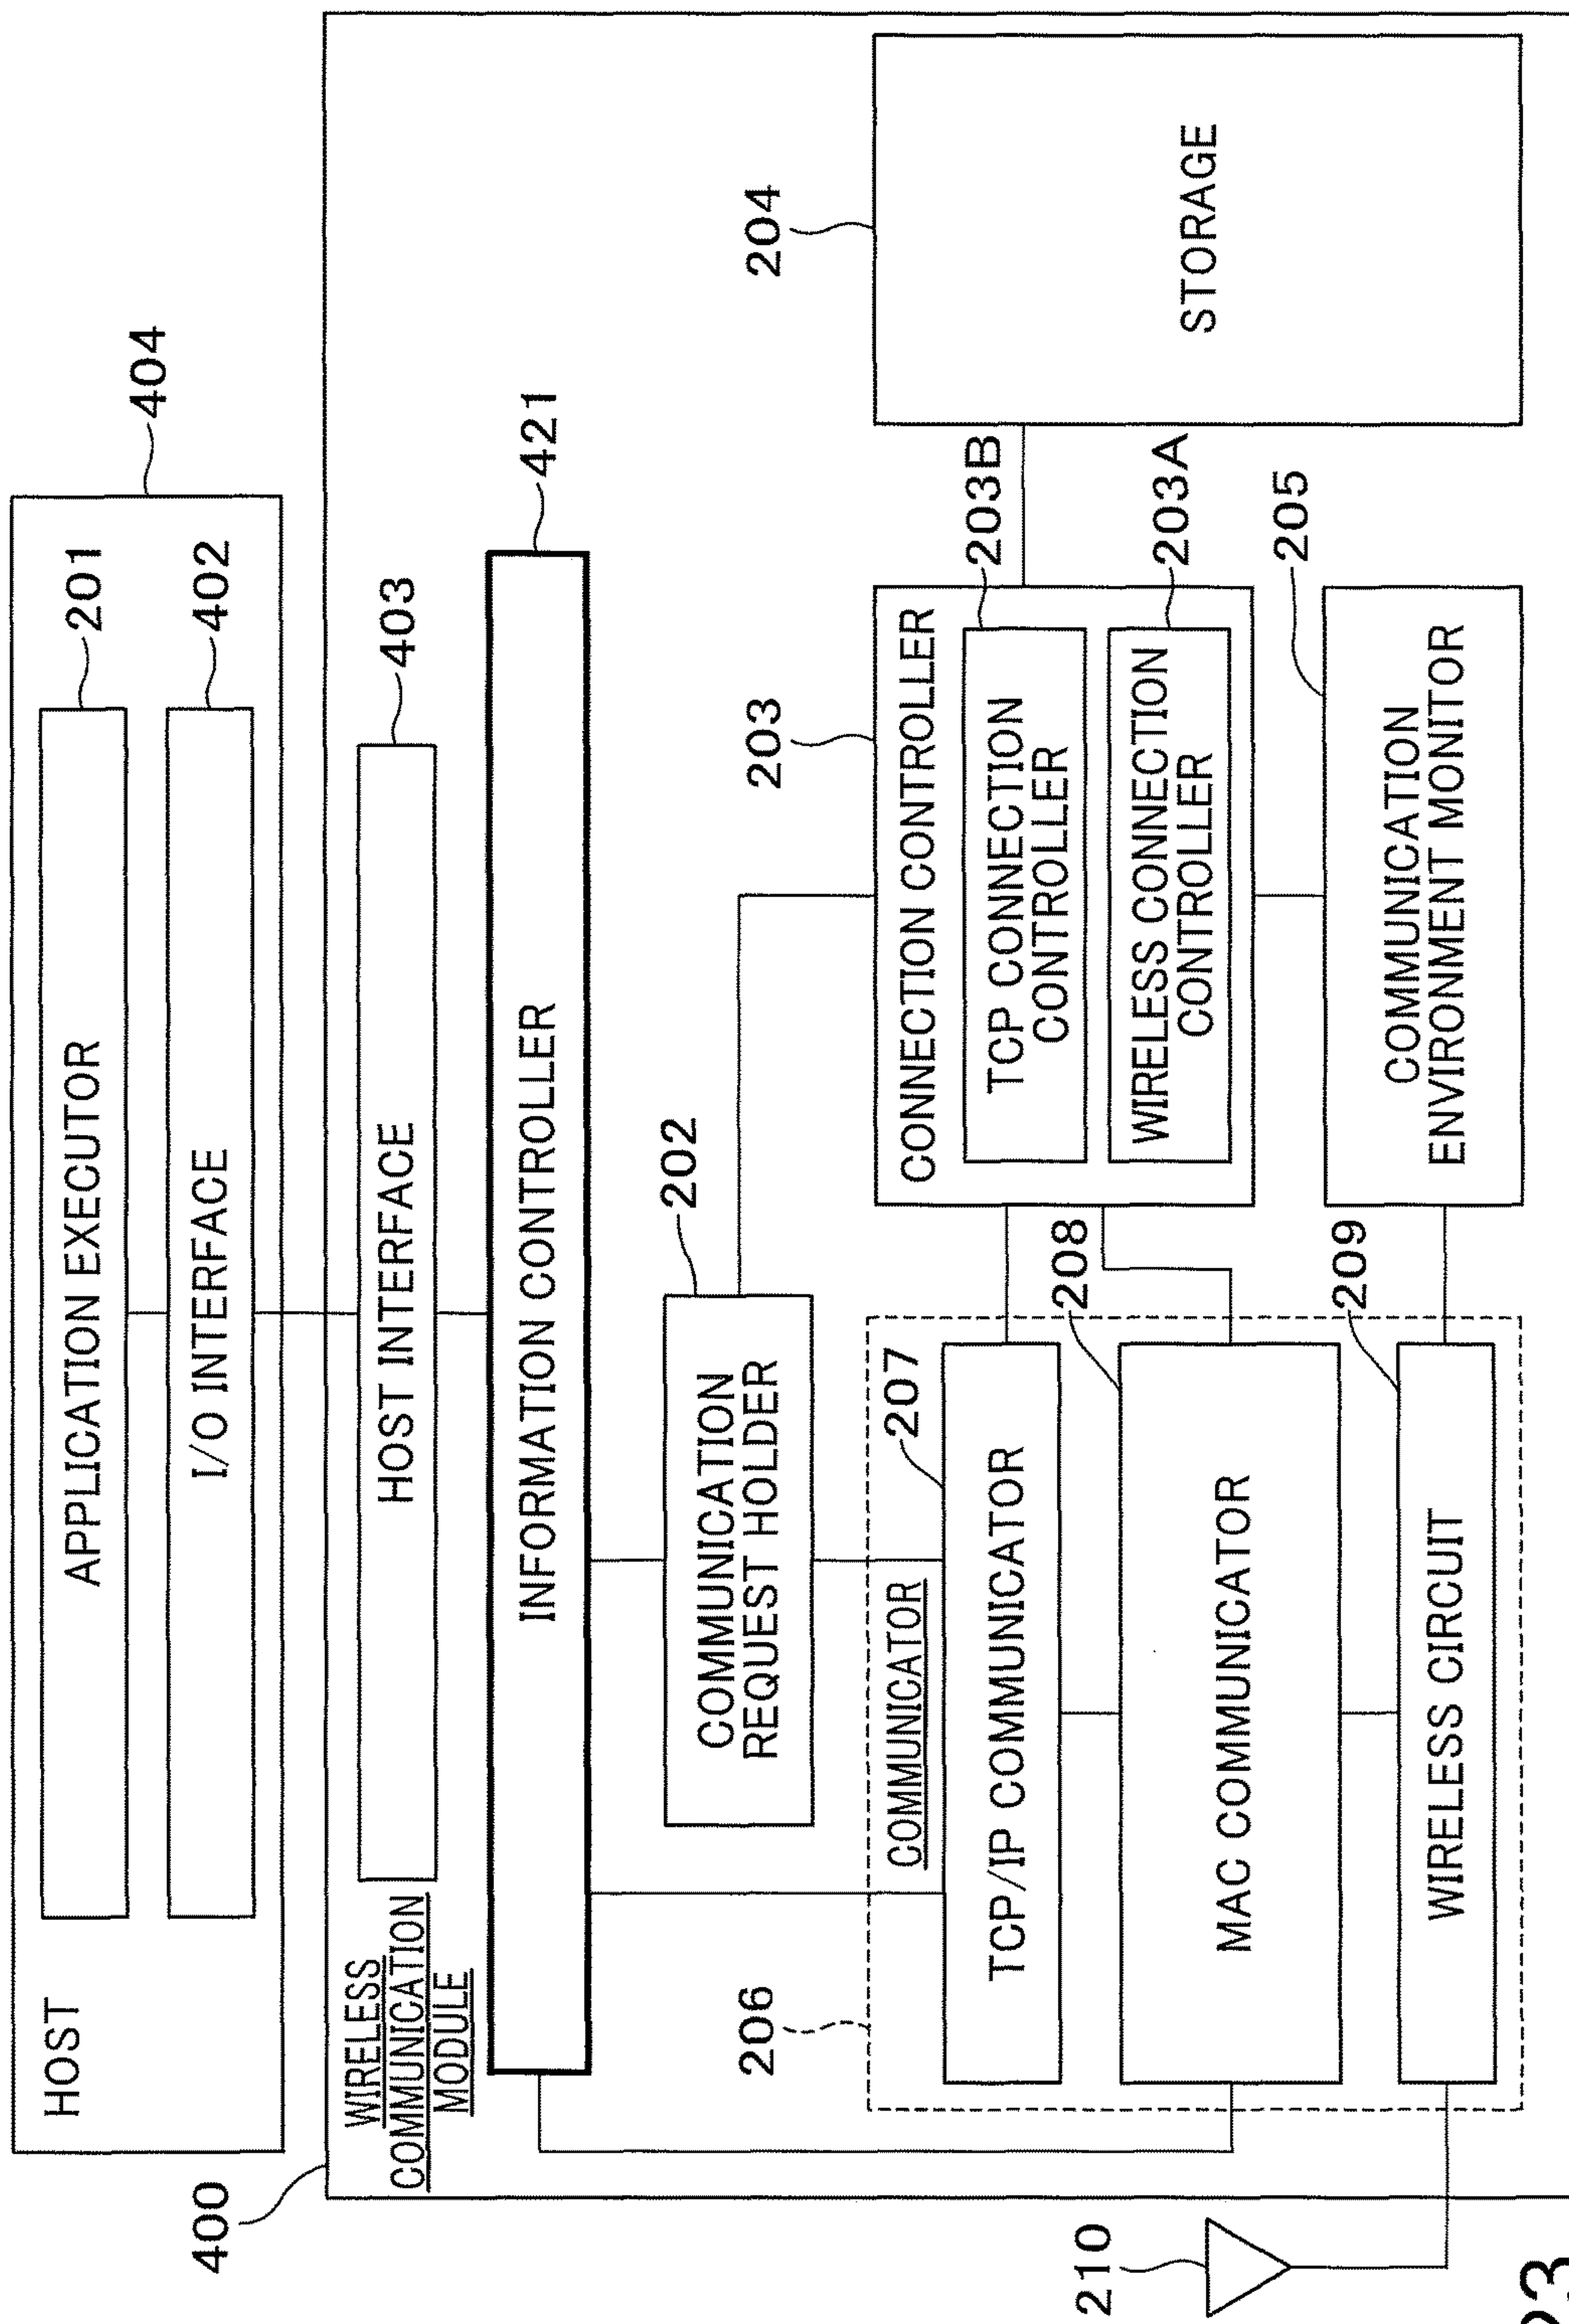 404
HOST
APPLICATION EXECUTOR
201
I/O INTERFACE
402
400
WIRELESS
COMMUNICATION
MODULE
HOST INTERFACE
403
INFORMATION CONTROLLER
421
COMMUNICATION
REQUEST HOLDER
202
206
COMMUNICATOR
TCP/IP COMMUNICATOR
207
MAC COMMUNICATOR
208
WIRELESS CIRCUIT
209
210
203
CONNECTION CONTROLLER
TCP CONNECTION
CONTROLLER
203B
WIRELESS CONNECTION
CONTROLLER
203A
COMMUNICATION
ENVIRONMENT MONITOR
205
204
STORAGE
23